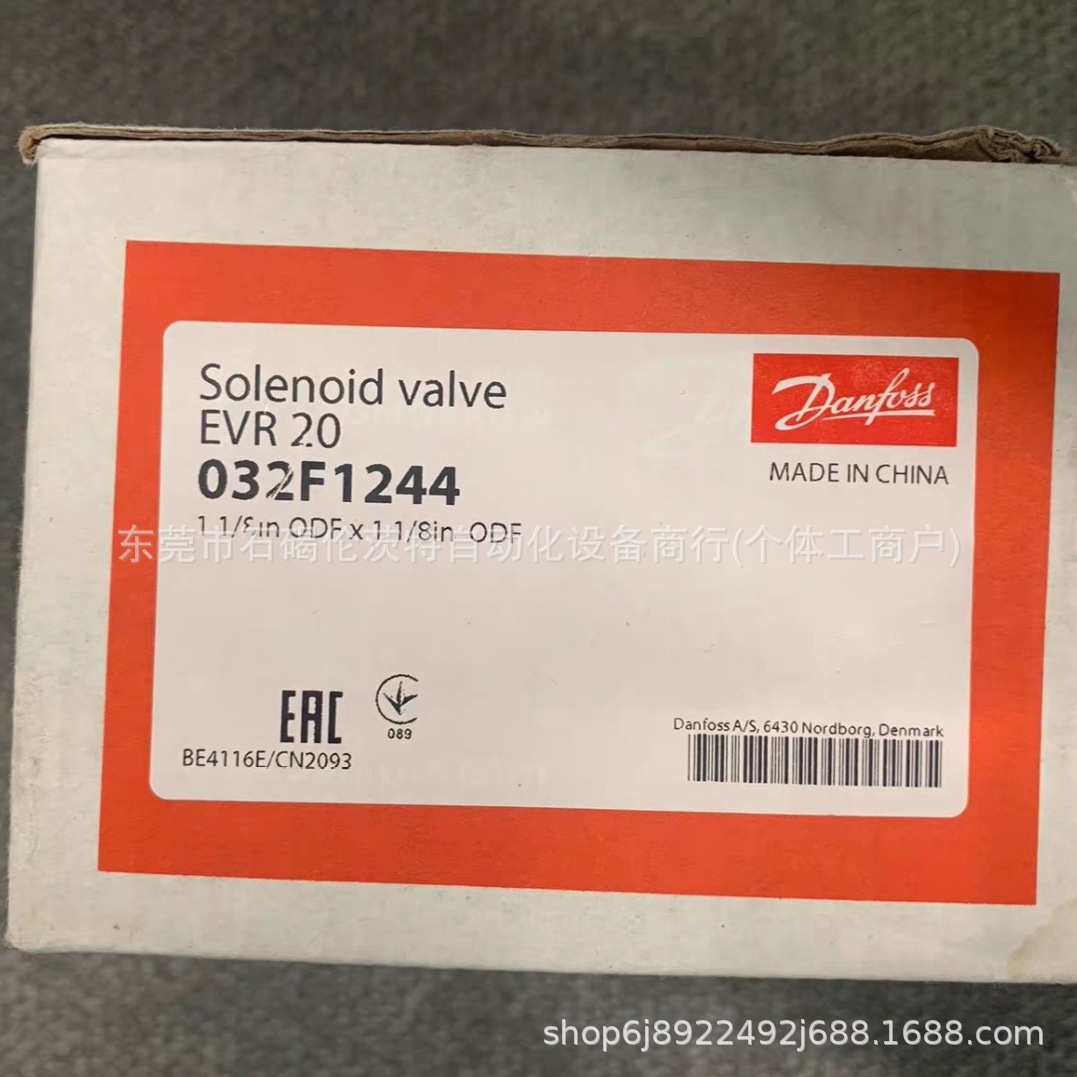 Solenoid valve
EVR 20
032F1244
1 1/8in ODF x 1 1/8in ODF
Danfoss
MADE IN CHINA
东莞市石碣伦茨特自动化设备商行(个体工商户)
EAC
089
BE4116E/CN2093
Danfoss A/S, 6430 Nordborg, Denmark
shop6j8922492j688.1688.com